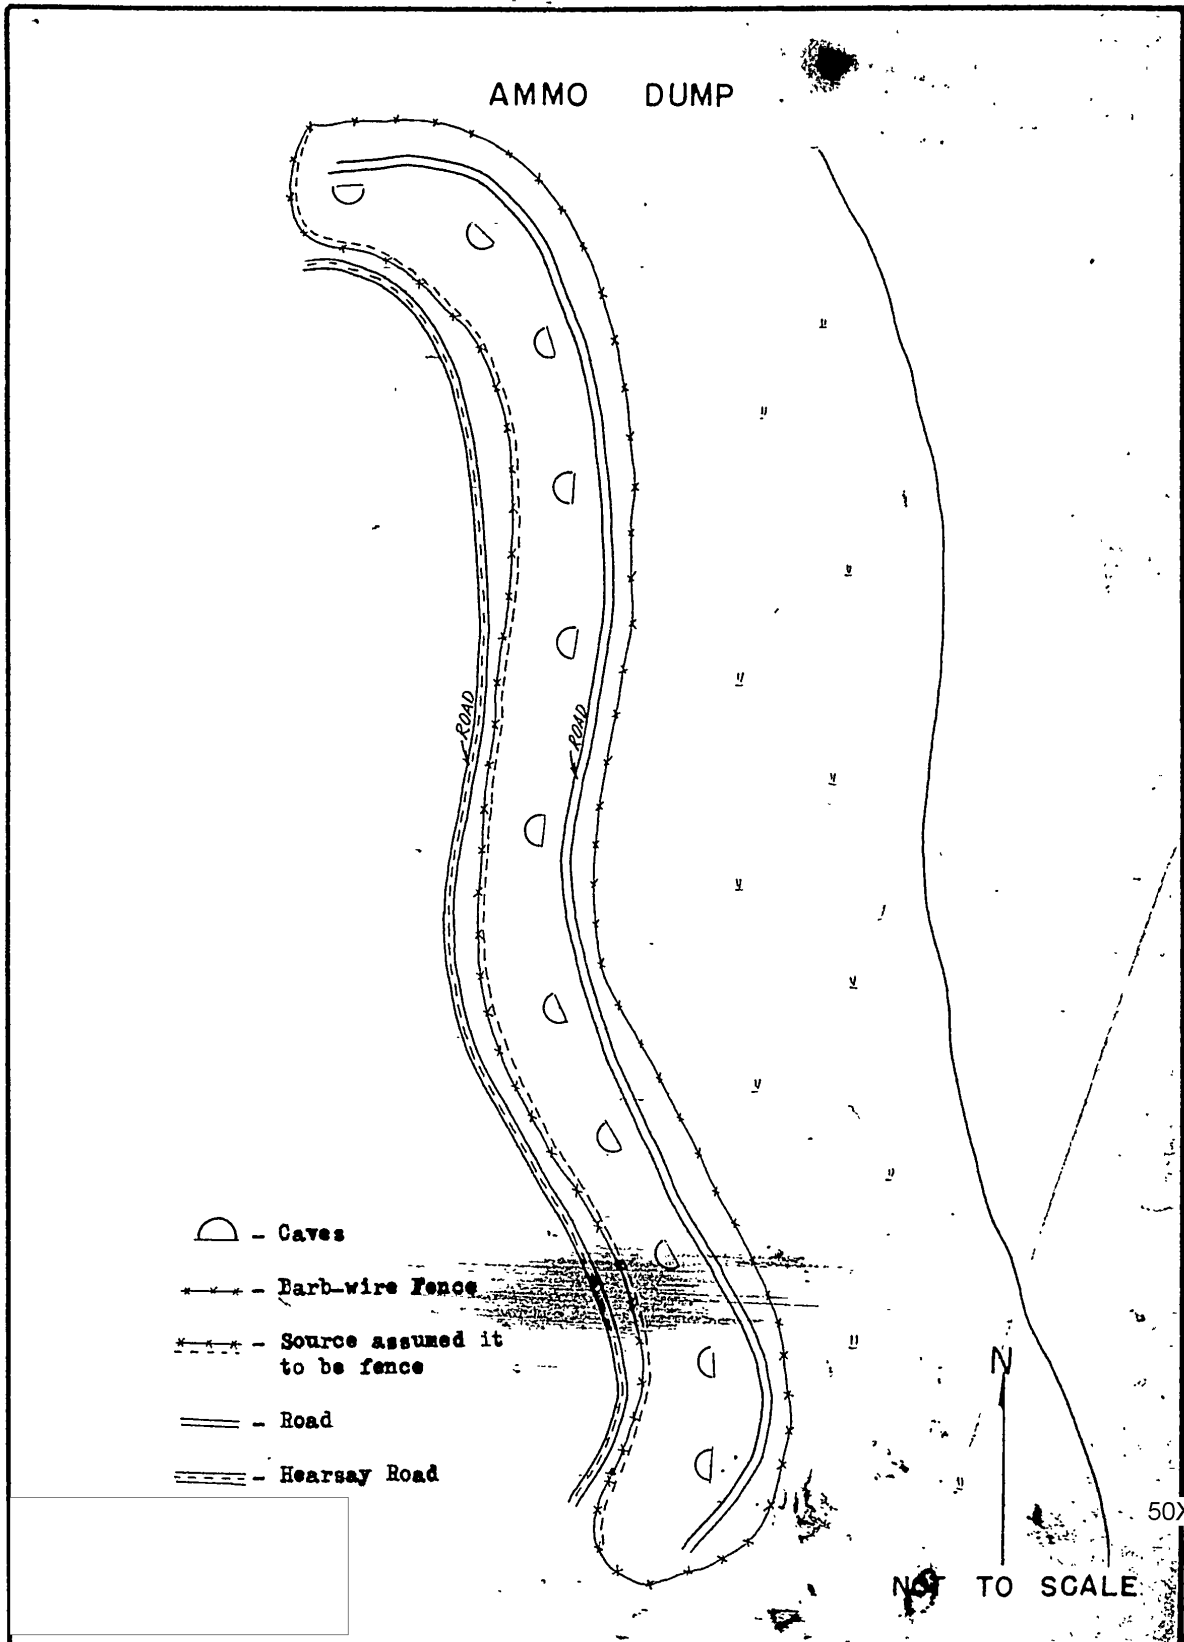 AMMO DUMP
ROAD
ROAD
- Caves
- Barb-wire Fence
- Source assumed it
to be fence
- Road
- Hearsay Road
N
50X
NOT TO SCALE